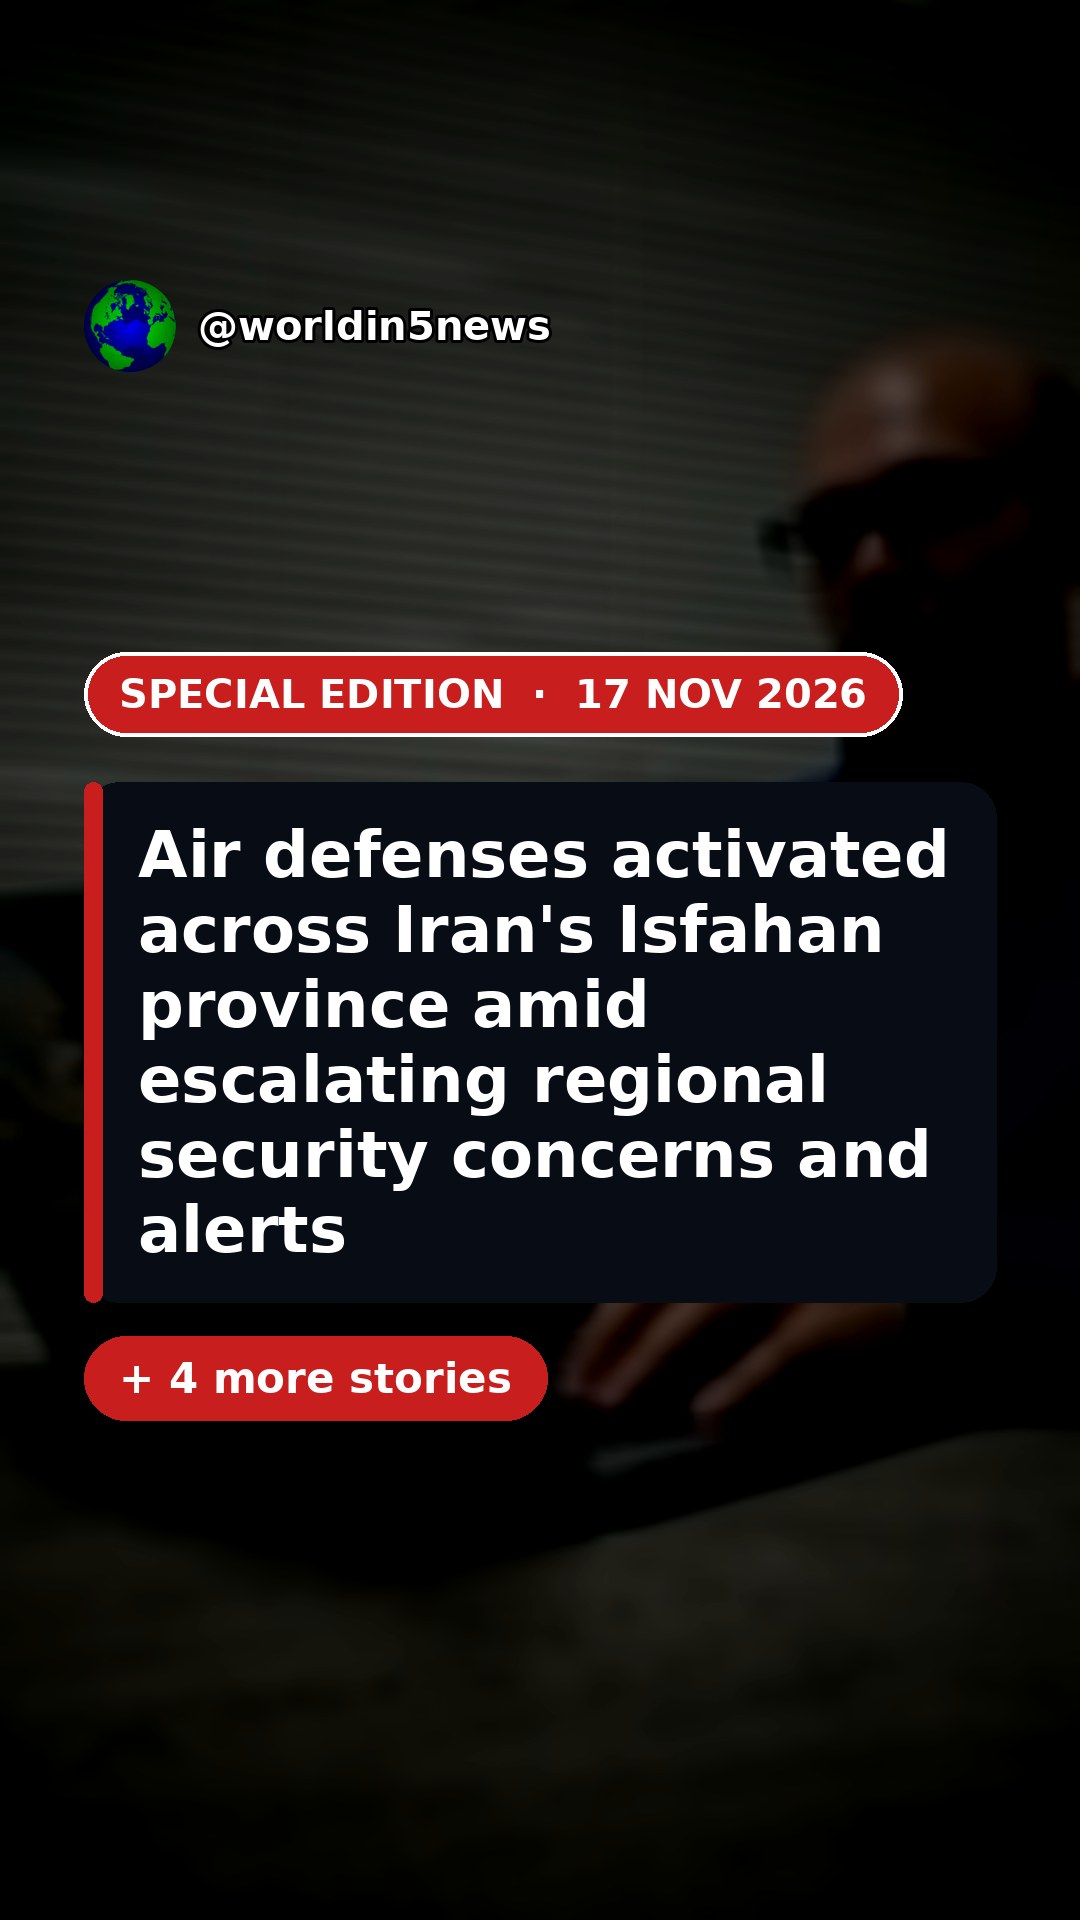 @worldin5news
SPECIAL EDITION · 17 NOV 2026
Air defenses activated
across Iran's Isfahan
province amid
escalating regional
security concerns and
alerts
+ 4 more stories